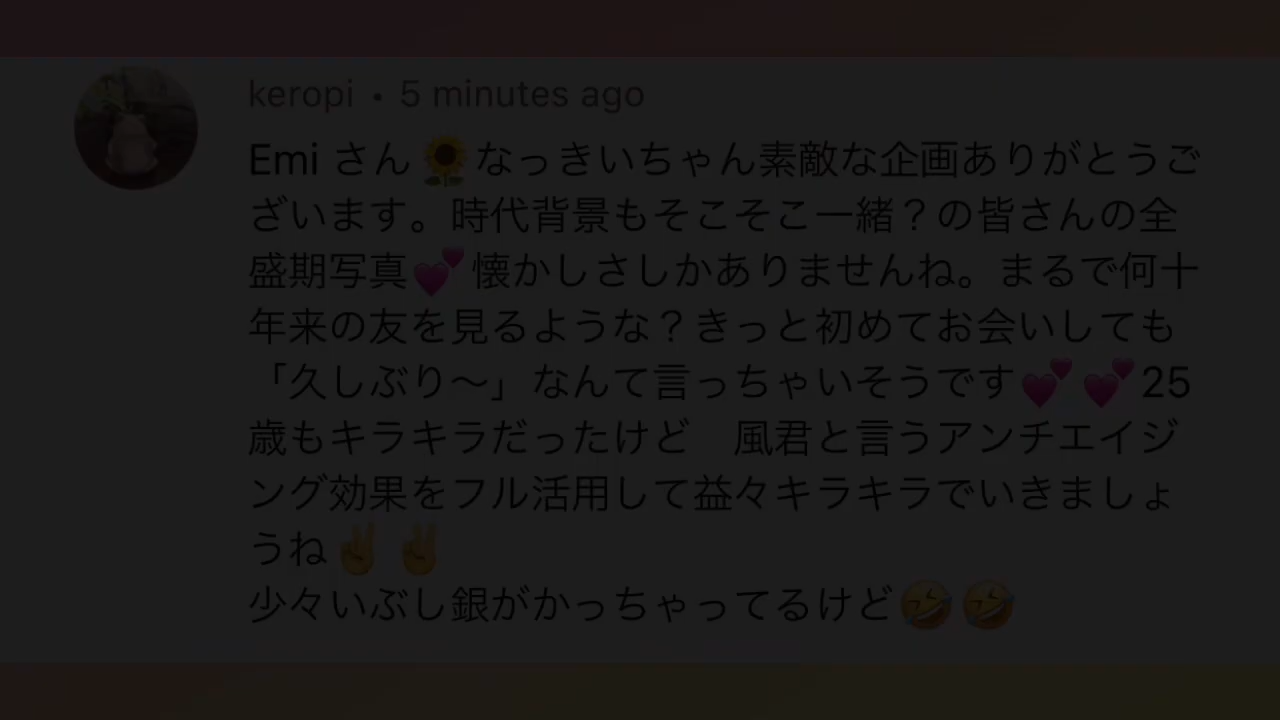 keropi • 5 minutes ago
Emi さん🌻なっきいちゃん素敵な企画ありがとうご
ざいます。時代背景もそこそこ一緒？の皆さんの全
盛期写真💕懐かしさしかありませんね。まるで何十
年来の友を見るような？きっと初めてお会いしても
「久しぶり〜」なんて言っちゃいそうです💕💕25
歳もキラキラだったけど　風君と言うアンチエイジ
ング効果をフル活用して益々キラキラでいきましょ
うね✌️✌️
少々いぶし銀がかっちゃってるけど🤣🤣